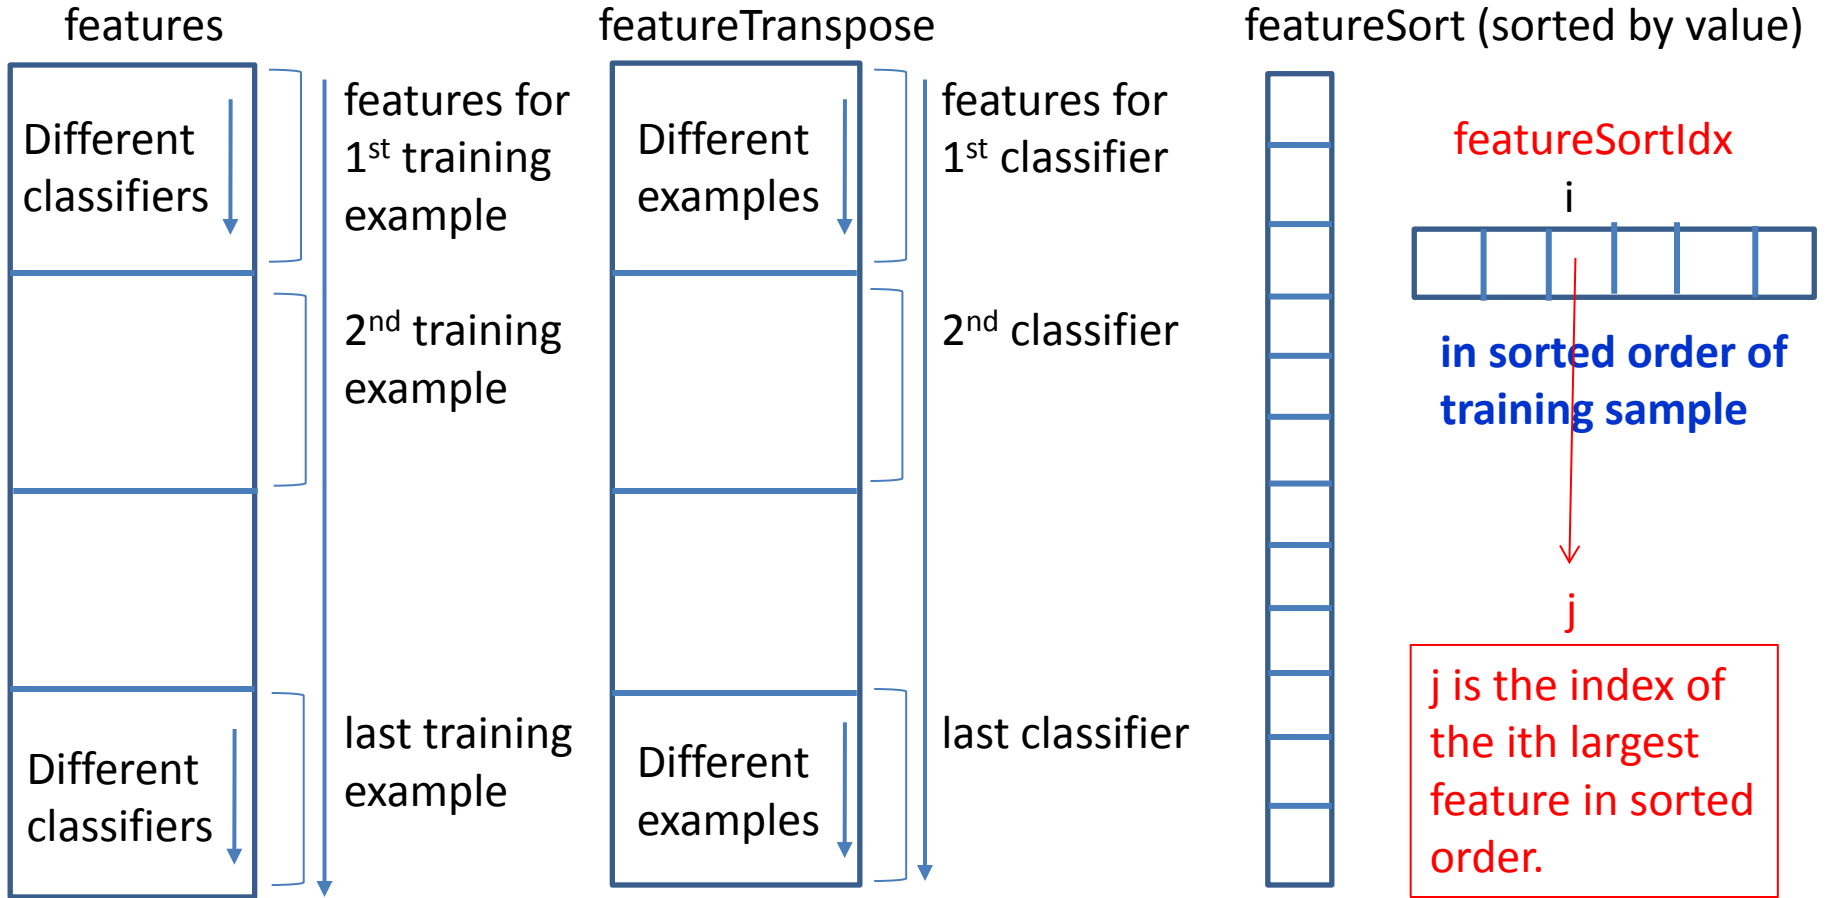 features
Different
classifiers
features for
1st training
example
2nd training
example
Different
classifiers
last training
example
featureTranspose
Different
examples
features for
1st classifier
2nd classifier
Different
examples
last classifier
featureSort (sorted by value)
featureSortIdx
i
in sorted order of
training sample
j
j is the index of
the ith largest
feature in sorted
order.